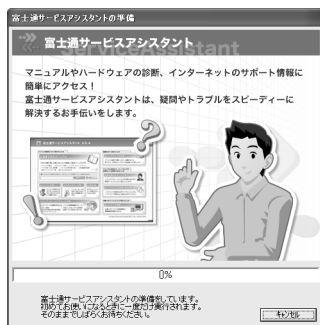 富士通サービスアシスタントの準備
ServiceAssistant
富士通サービスアシスタント
マニュアルやハードウェアの診断、インターネットのサポート情報に
簡単にアクセス!
富士通サービスアシスタントは、疑問やトラブルをスピーディーに
解決するお手伝いをします。
0%
富士通サービスアシスタントの準備をしています。
初めてお使いになるときに一度だけ実行されます。
そのままでしばらくお待ちください。
キャンセル